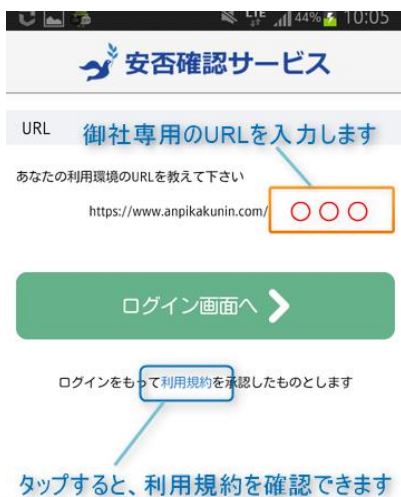 LTE 44% 10:05
安否確認サービス
URL 御社専用のURLを入力します
あなたの利用環境のURLを教えて下さい
https://www.anpikakunin.com/ 〇〇〇
ログイン画面へ
ログインをもって利用規約を承認したものとします
タップすると、利用規約を確認できます